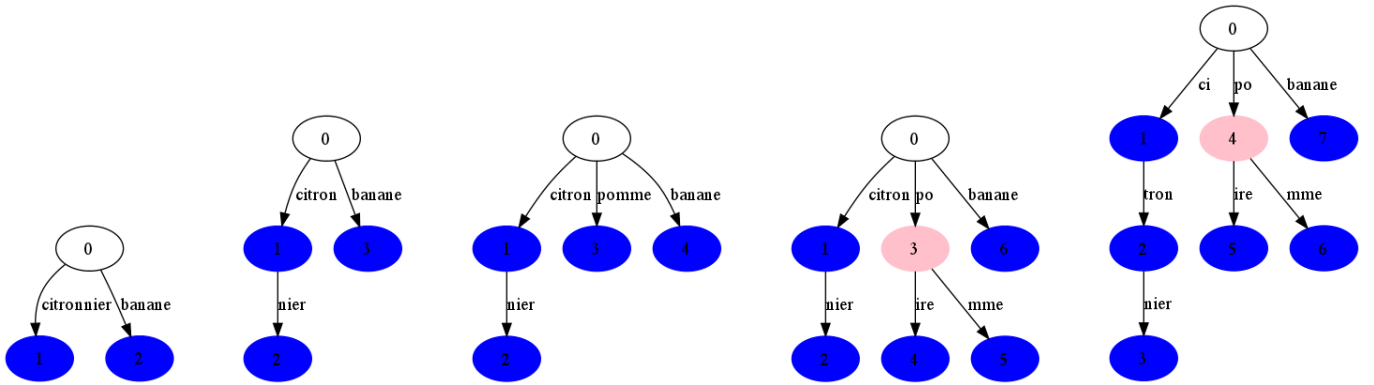 0
citronnier banane
1 2
0
citron banane
1 3
nier
2
0
citron pomme banane
1 3 4
nier
2
0
citron po banane
1 3 6
nier ire mme
2 4 5
0
ci po banane
1 4 7
tron ire mme
2 5 6
nier
3